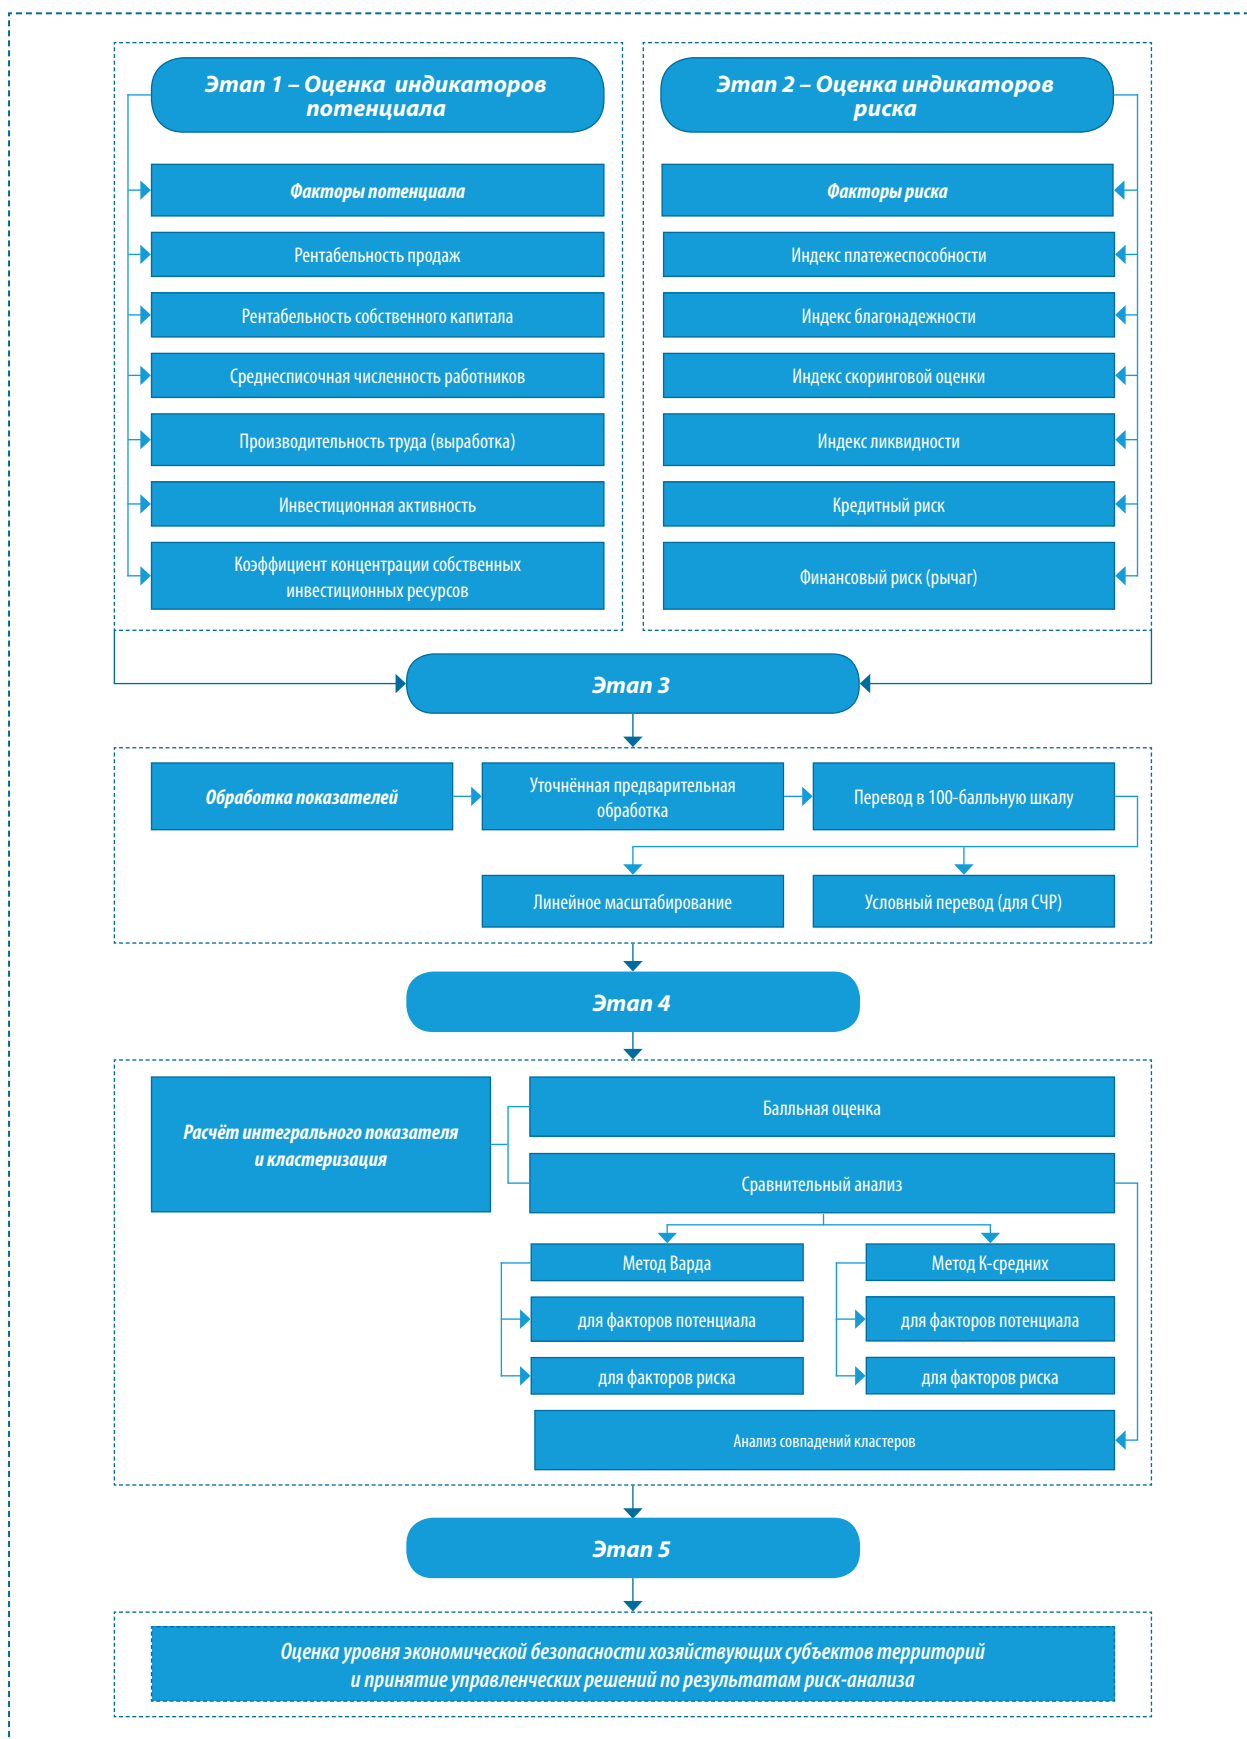 Этап 1 – Оценка индикаторов
потенциала
Факторы потенциала
Рентабельность продаж
Рентабельность собственного капитала
Среднесписочная численность работников
Производительность труда (выработка)
Инвестиционная активность
Коэффициент концентрации собственных
инвестиционных ресурсов
Этап 2 – Оценка индикаторов
риска
Факторы риска
Индекс платежеспособности
Индекс благонадежности
Индекс скоринговой оценки
Индекс ликвидности
Кредитный риск
Финансовый риск (рычаг)
Этап 3
Обработка показателей
Уточнённая предварительная
обработка
Перевод в 100-балльную шкалу
Линейное масштабирование
Условный перевод (для СЧР)
Этап 4
Расчёт интегрального показателя
и кластеризация
Балльная оценка
Сравнительный анализ
Метод Варда
для факторов потенциала
для факторов риска
Метод К-средних
для факторов потенциала
для факторов риска
Анализ совпадений кластеров
Этап 5
Оценка уровня экономической безопасности хозяйствующих субъектов территорий
и принятие управленческих решений по результатам риск-анализа